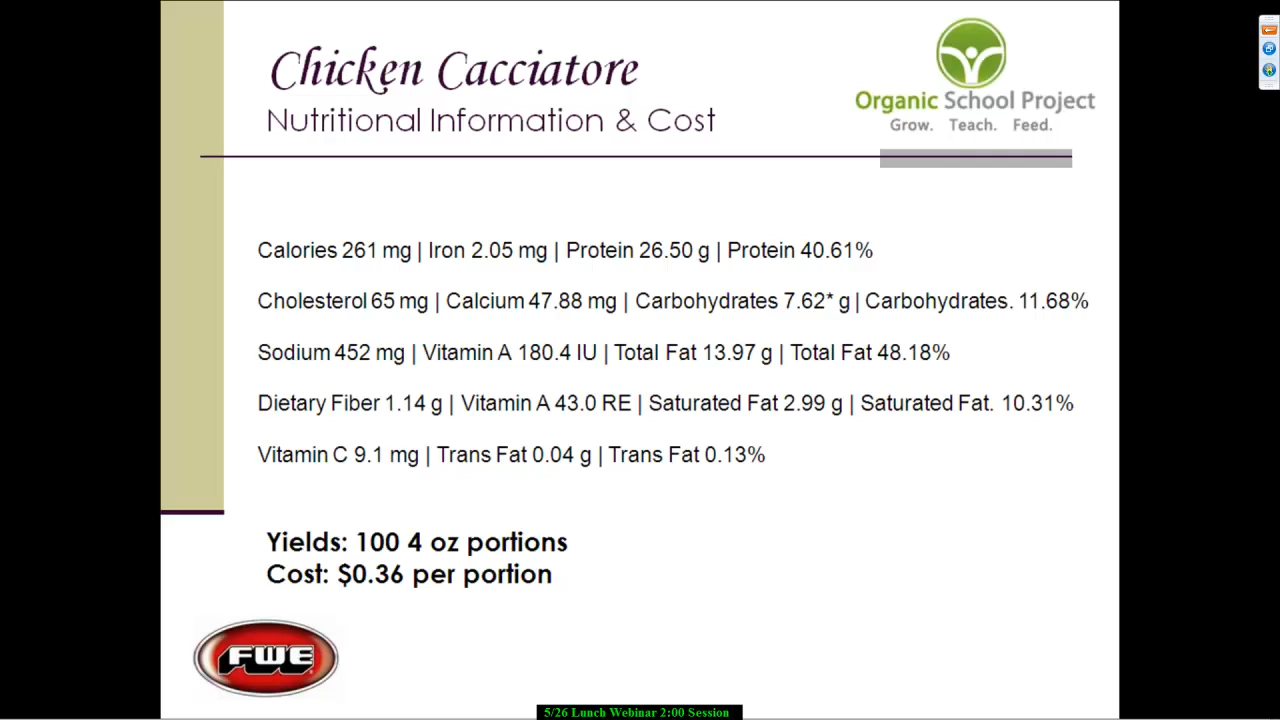 Chicken Cacciatore
Nutritional Information & Cost
Organic School Project
Grow. Teach. Feed.
Calories 261 mg | Iron 2.05 mg | Protein 26.50 g | Protein 40.61%
Cholesterol 65 mg | Calcium 47.88 mg | Carbohydrates 7.62* g | Carbohydrates. 11.68%
Sodium 452 mg | Vitamin A 180.4 IU | Total Fat 13.97 g | Total Fat 48.18%
Dietary Fiber 1.14 g | Vitamin A 43.0 RE | Saturated Fat 2.99 g | Saturated Fat. 10.31%
Vitamin C 9.1 mg | Trans Fat 0.04 g | Trans Fat 0.13%
Yields: 100 4 oz portions
Cost: $0.36 per portion
FWE
5/26 Lunch Webinar 2:00 Session